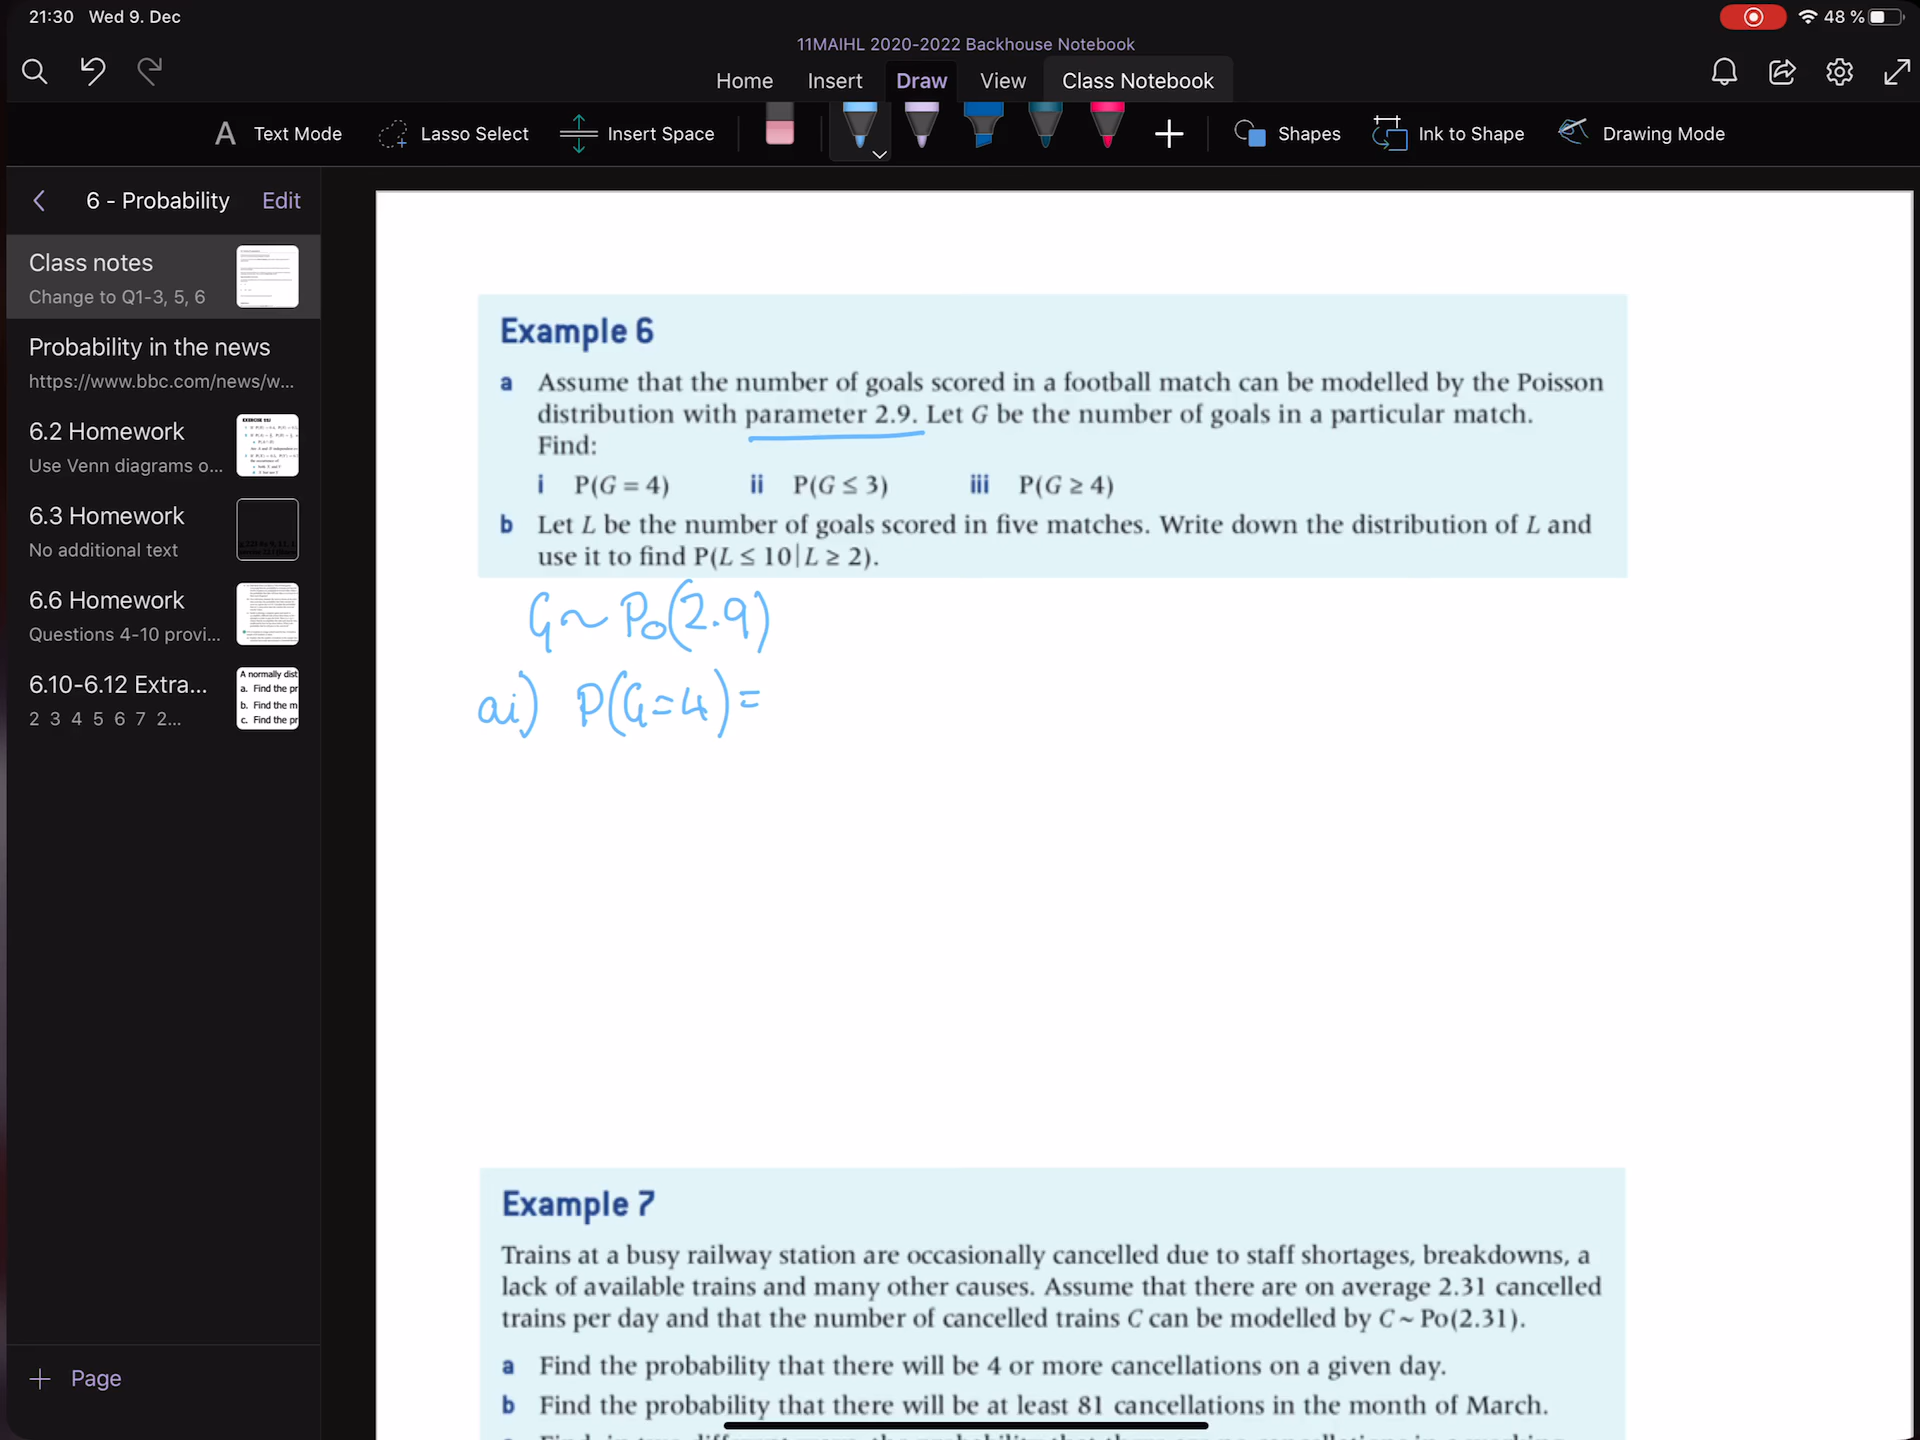 21:30 Wed 9. Dec
48 %
11MAIHL 2020-2022 Backhouse Notebook
Home Insert Draw View Class Notebook
A Text Mode Lasso Select Insert Space Shapes Ink to Shape Drawing Mode
6 - Probability Edit
Class notes
Change to Q1-3, 5, 6
Probability in the news
https://www.bbc.com/news/w...
6.2 Homework
Use Venn diagrams o...
6.3 Homework
No additional text
6.6 Homework
Questions 4-10 provi...
6.10-6.12 Extra...
2 3 4 5 6 7 2...
A normally dist
a. Find the pr
b. Find the m
c. Find the pr
+ Page
Example 6
a Assume that the number of goals scored in a football match can be modelled by the Poisson
distribution with parameter 2.9. Let G be the number of goals in a particular match.
Find:
i P(G = 4) ii P(G ≤ 3) iii P(G ≥ 4)
b Let L be the number of goals scored in five matches. Write down the distribution of L and
use it to find P(L ≤ 10|L ≥ 2).
G~Po(2.9)
ai) P(G=4)=
Example 7
Trains at a busy railway station are occasionally cancelled due to staff shortages, breakdowns, a
lack of available trains and many other causes. Assume that there are on average 2.31 cancelled
trains per day and that the number of cancelled trains C can be modelled by C ~ Po(2.31).
a Find the probability that there will be 4 or more cancellations on a given day.
b Find the probability that there will be at least 81 cancellations in the month of March.